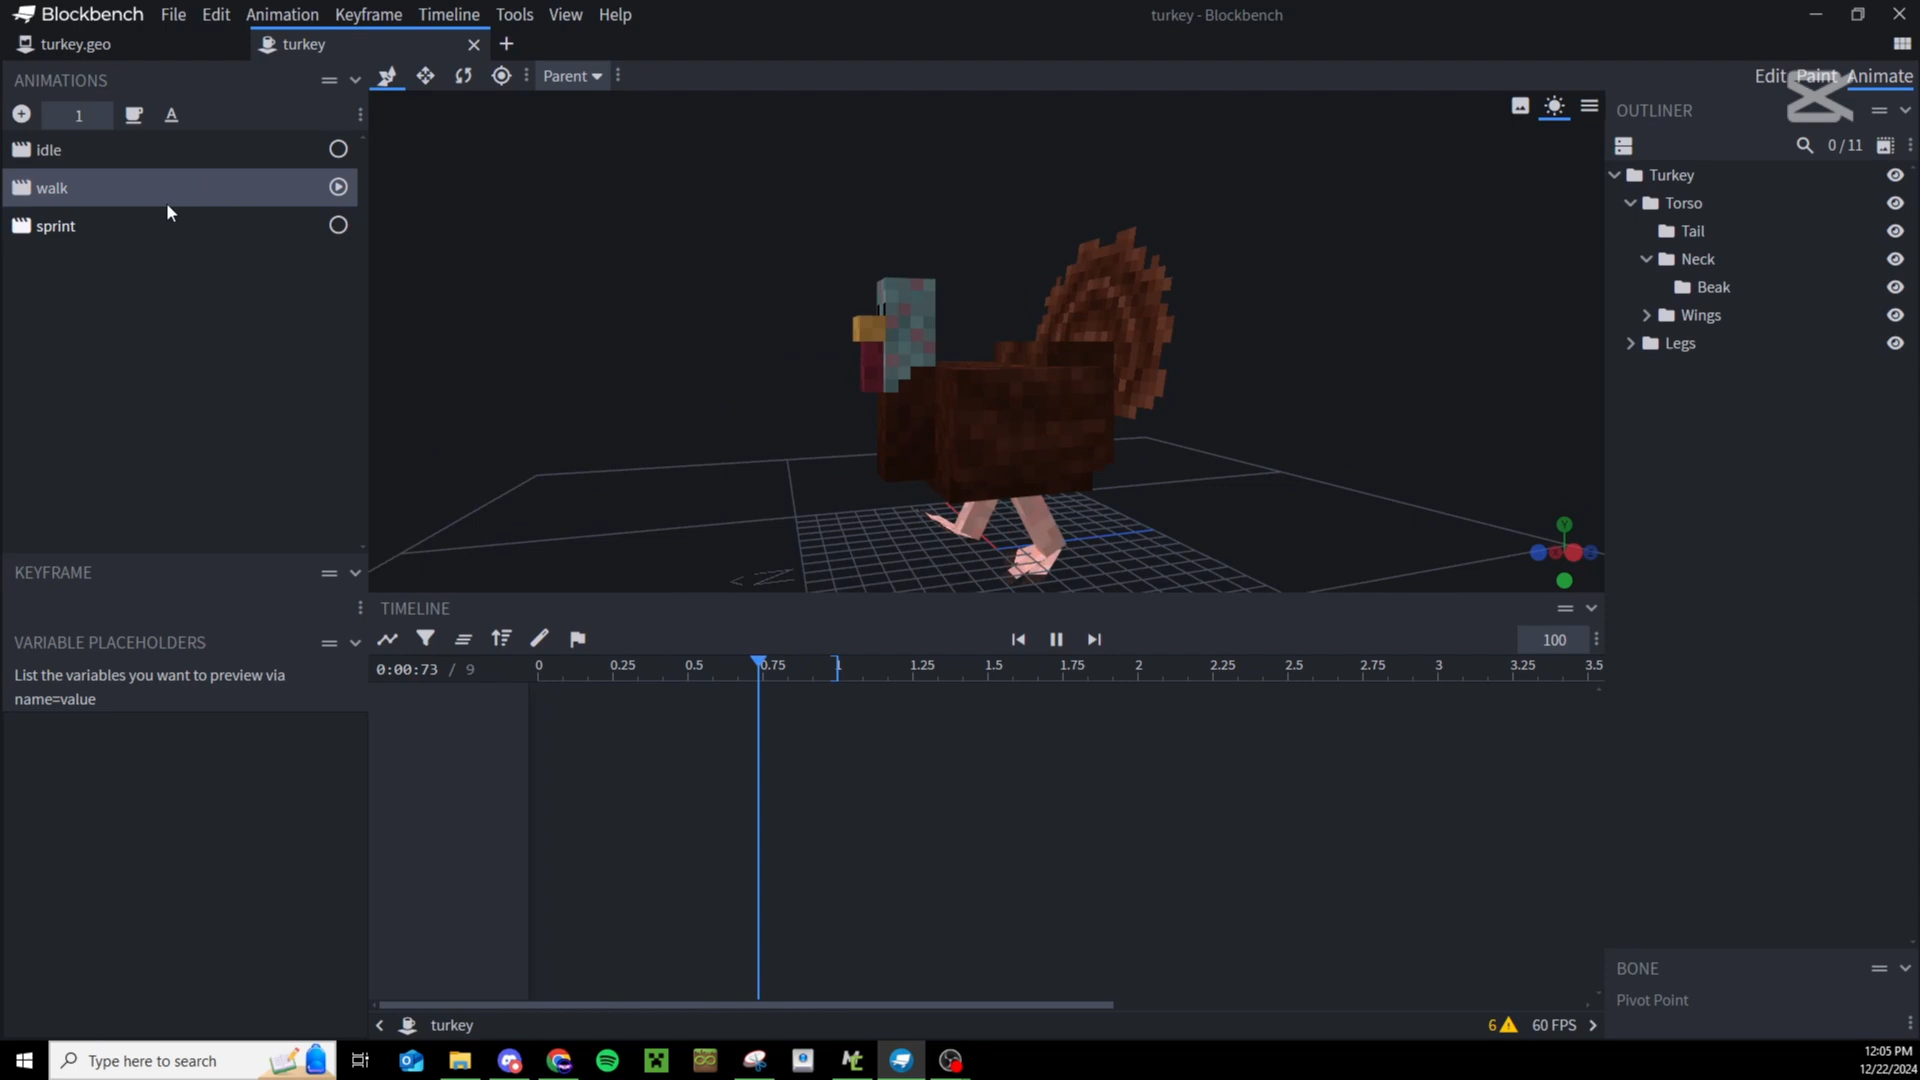 Blockbench File Edit Animation Keyframe Timeline Tools View Help
turkey - Blockbench
turkey.geo
turkey
ANIMATIONS
1
Parent
Edit Paint Animate
OUTLINER
0 / 11
idle
walk
sprint
Turkey
Torso
Tail
Neck
Beak
Wings
Legs
KEYFRAME
VARIABLE PLACEHOLDERS
List the variables you want to preview via
name=value
TIMELINE
100
0:00:73 / 9
0 0.25 0.5 0.75 1 1.25 1.5 1.75 2 2.25 2.5 2.75 3 3.25 3.5
BONE
Pivot Point
turkey
6
60 FPS
Type here to search
12:05 PM
12/22/2024